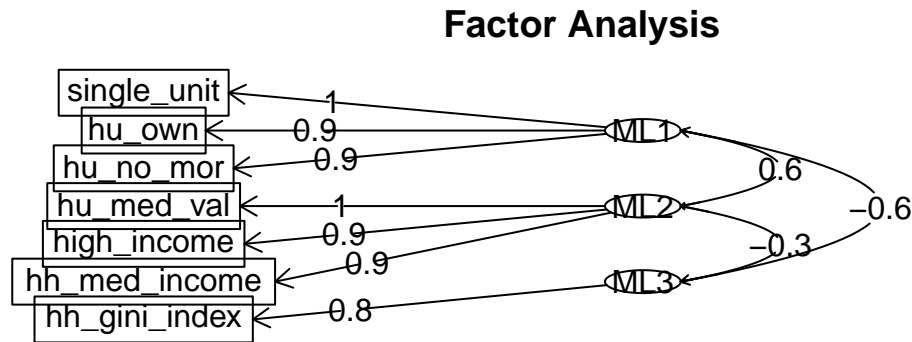 Factor Analysis
single_unit
1
hu_own
0.9
ML1
hu_no_mor
0.9
0.6
hu_med_val
1
ML2
−0.6
high_income
0.9
−0.3
hh_med_income
0.9
ML3
hh_gini_index
0.8